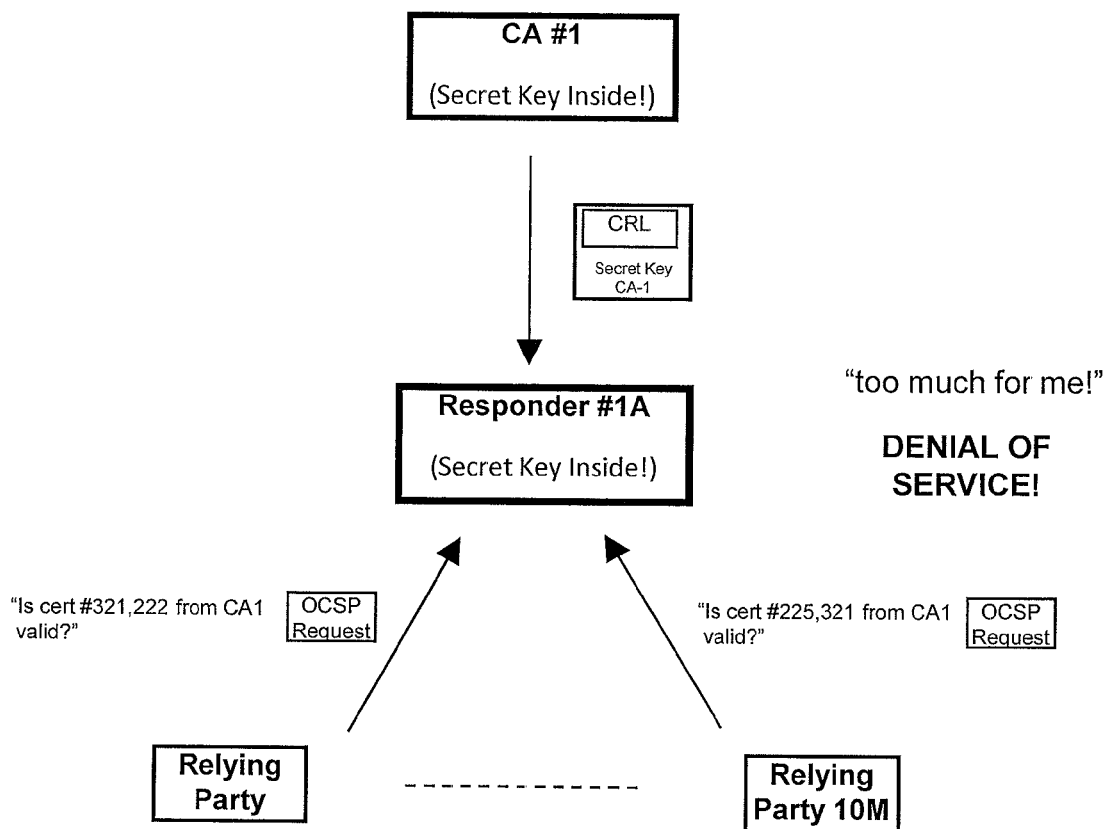 CA #1
(Secret Key Inside!)
CRL
Secret Key
CA-1
"too much for me!"
Responder #1A
(Secret Key Inside!)
DENIAL OF
SERVICE!
"Is cert #321,222 from CA1
valid?"
OCSP
Request
"Is cert #225,321 from CA1
valid?"
OCSP
Request
Relying
Party
Relying
Party 10M